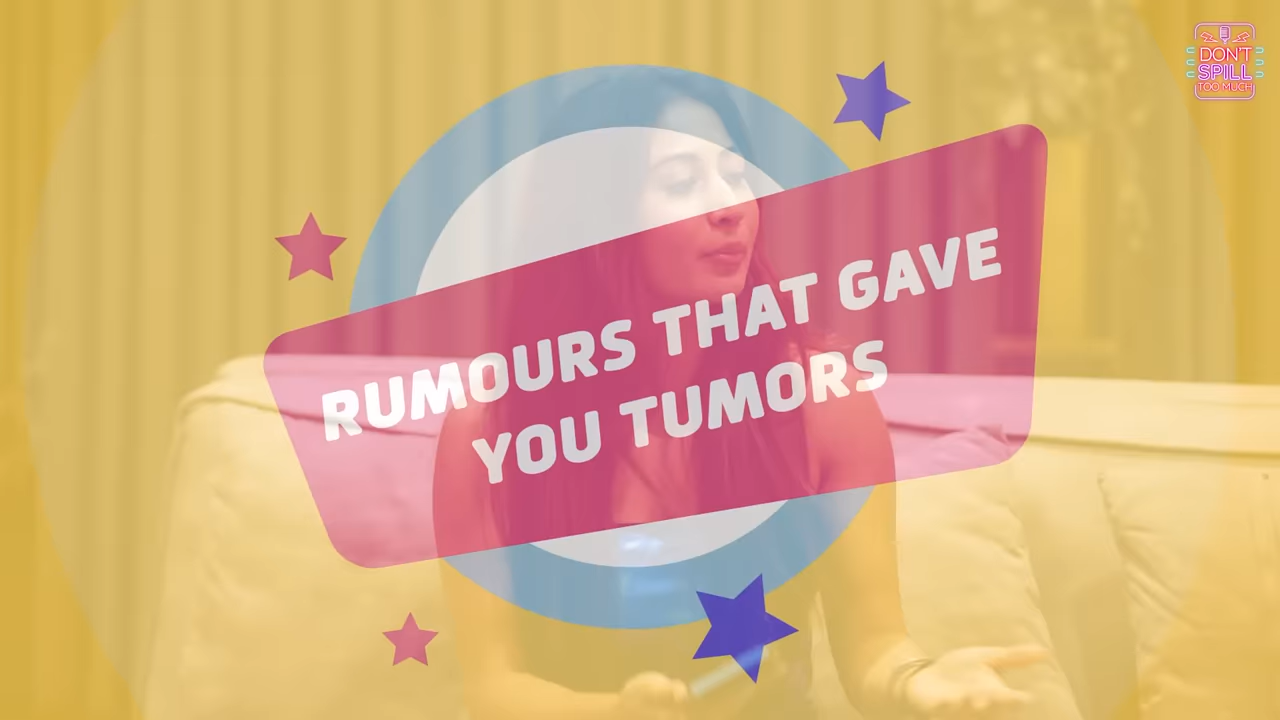 DON'T
SPILL
TOO MUCH
RUMOURS THAT GAVE
YOU TUMORS